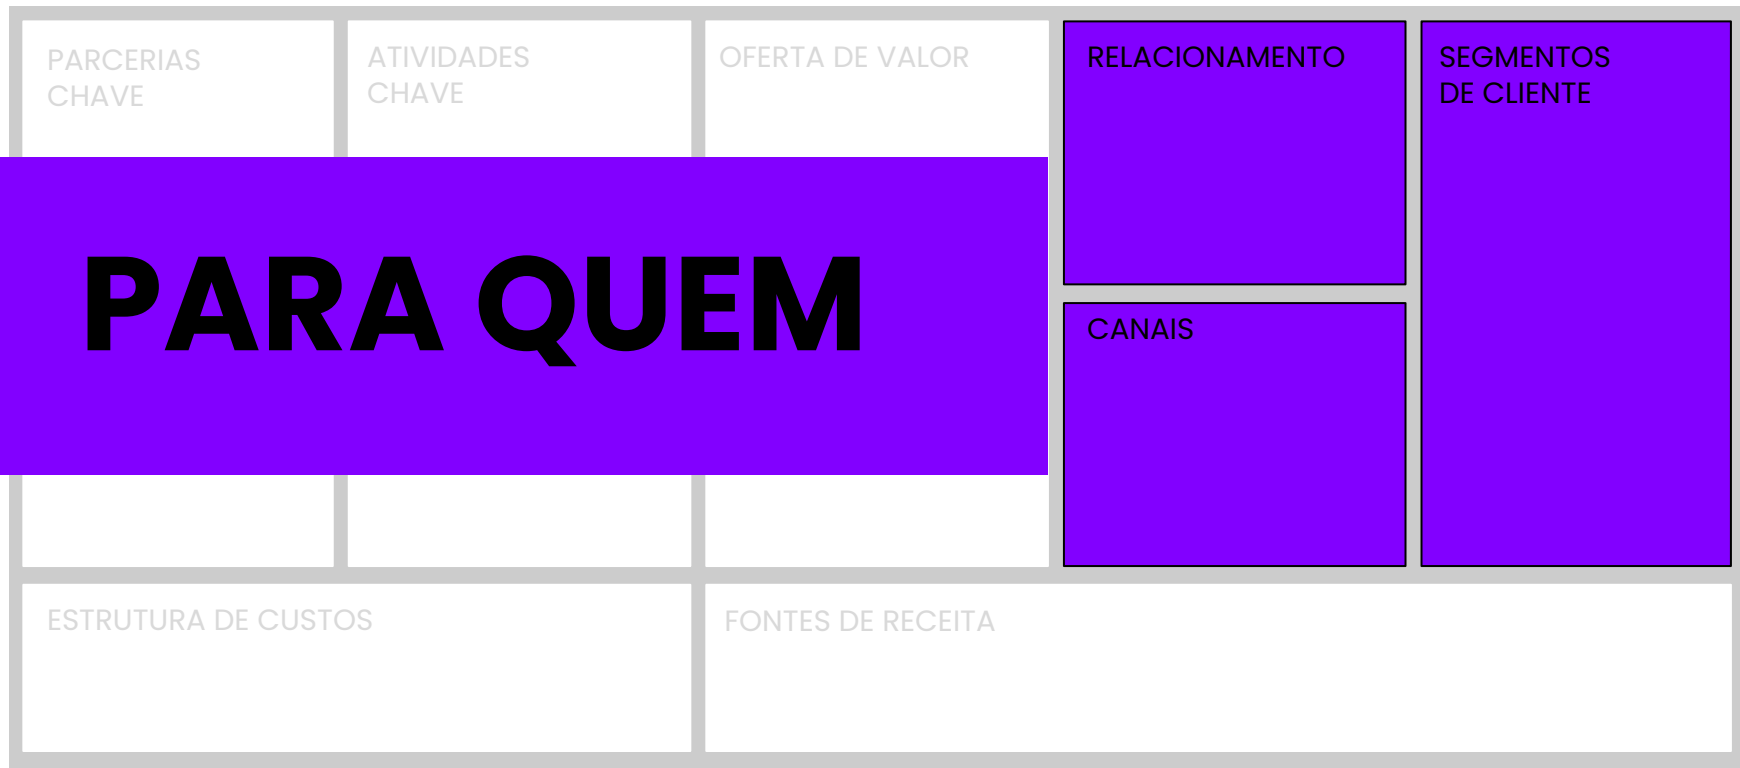 PARCERIAS
CHAVE
ATIVIDADES
CHAVE
OFERTA DE VALOR
RELACIONAMENTO
SEGMENTOS
DE CLIENTE
PARA QUEM
CANAIS
ESTRUTURA DE CUSTOS
FONTES DE RECEITA